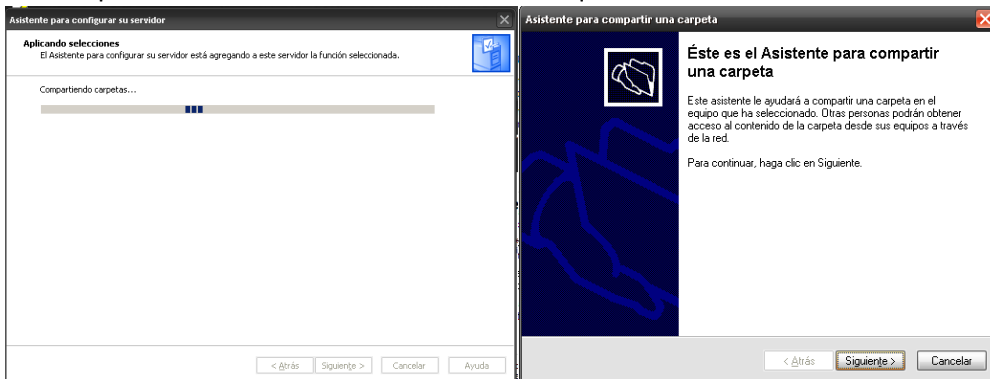 Asistente para configurar su servidor
Aplicando selecciones
El Asistente para configurar su servidor está agregando a este servidor la función seleccionada.
Compartiendo carpetas...
< Atrás
Siguiente >
Cancelar
Ayuda
Asistente para compartir una carpeta
Éste es el Asistente para compartir
una carpeta
Este asistente le ayudará a compartir una carpeta en el
equipo que ha seleccionado. Otras personas podrán obtener
acceso al contenido de la carpeta desde sus equipos a través
de la red.
Para continuar, haga clic en Siguiente.
< Atrás
Siguiente >
Cancelar